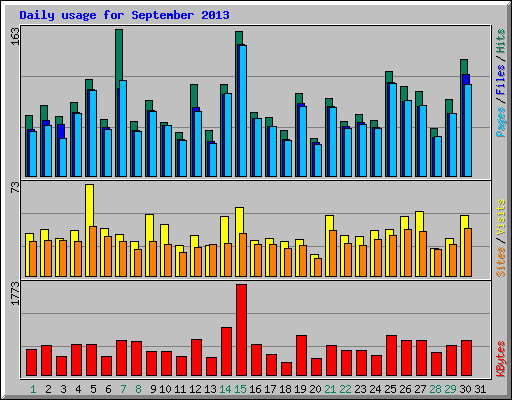 Daily usage for September 2013
163
Pages / Files / Hits
73
Sites / Visits
1773
KBytes
1 2 3 4 5 6 7 8 9 10 11 12 13 14 15 16 17 18 19 20 21 22 23 24 25 26 27 28 29 30 31